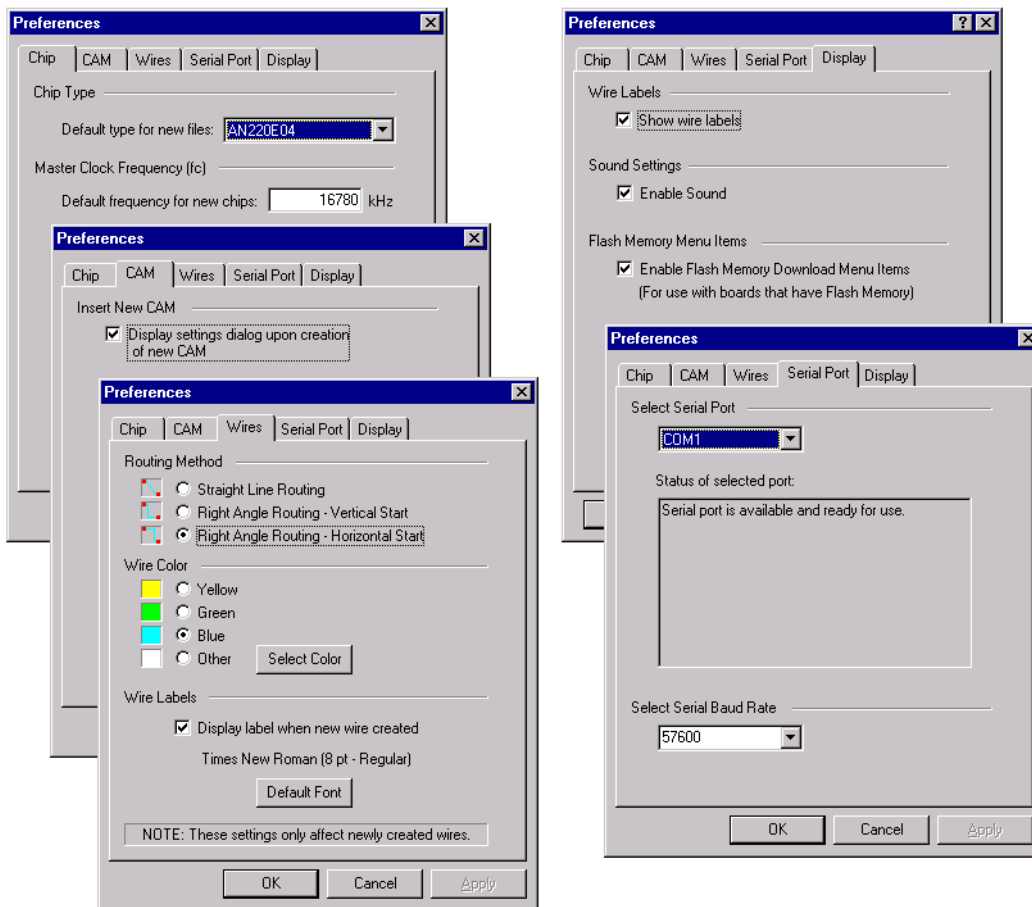 Preferences
Chip CAM Wires Serial Port Display
Chip Type
Default type for new files: AN220E04
Master Clock Frequency (fc)
Default frequency for new chips: 16780 kHz
Preferences
Chip CAM Wires Serial Port Display
Insert New CAM
Display settings dialog upon creation
of new CAM
Preferences
Chip CAM Wires Serial Port Display
Routing Method
Straight Line Routing
Right Angle Routing - Vertical Start
Right Angle Routing - Horizontal Start
Wire Color
Yellow
Green
Blue
Other Select Color
Wire Labels
Display label when new wire created
Times New Roman (8 pt - Regular)
Default Font
NOTE: These settings only affect newly created wires.
OK Cancel Apply
Preferences ?
Chip CAM Wires Serial Port Display
Wire Labels
Show wire labels
Sound Settings
Enable Sound
Flash Memory Menu Items
Enable Flash Memory Download Menu Items
(For use with boards that have Flash Memory)
Preferences
Chip CAM Wires Serial Port Display
Select Serial Port
COM1
Status of selected port:
Serial port is available and ready for use.
Select Serial Baud Rate
57600
OK Cancel Apply